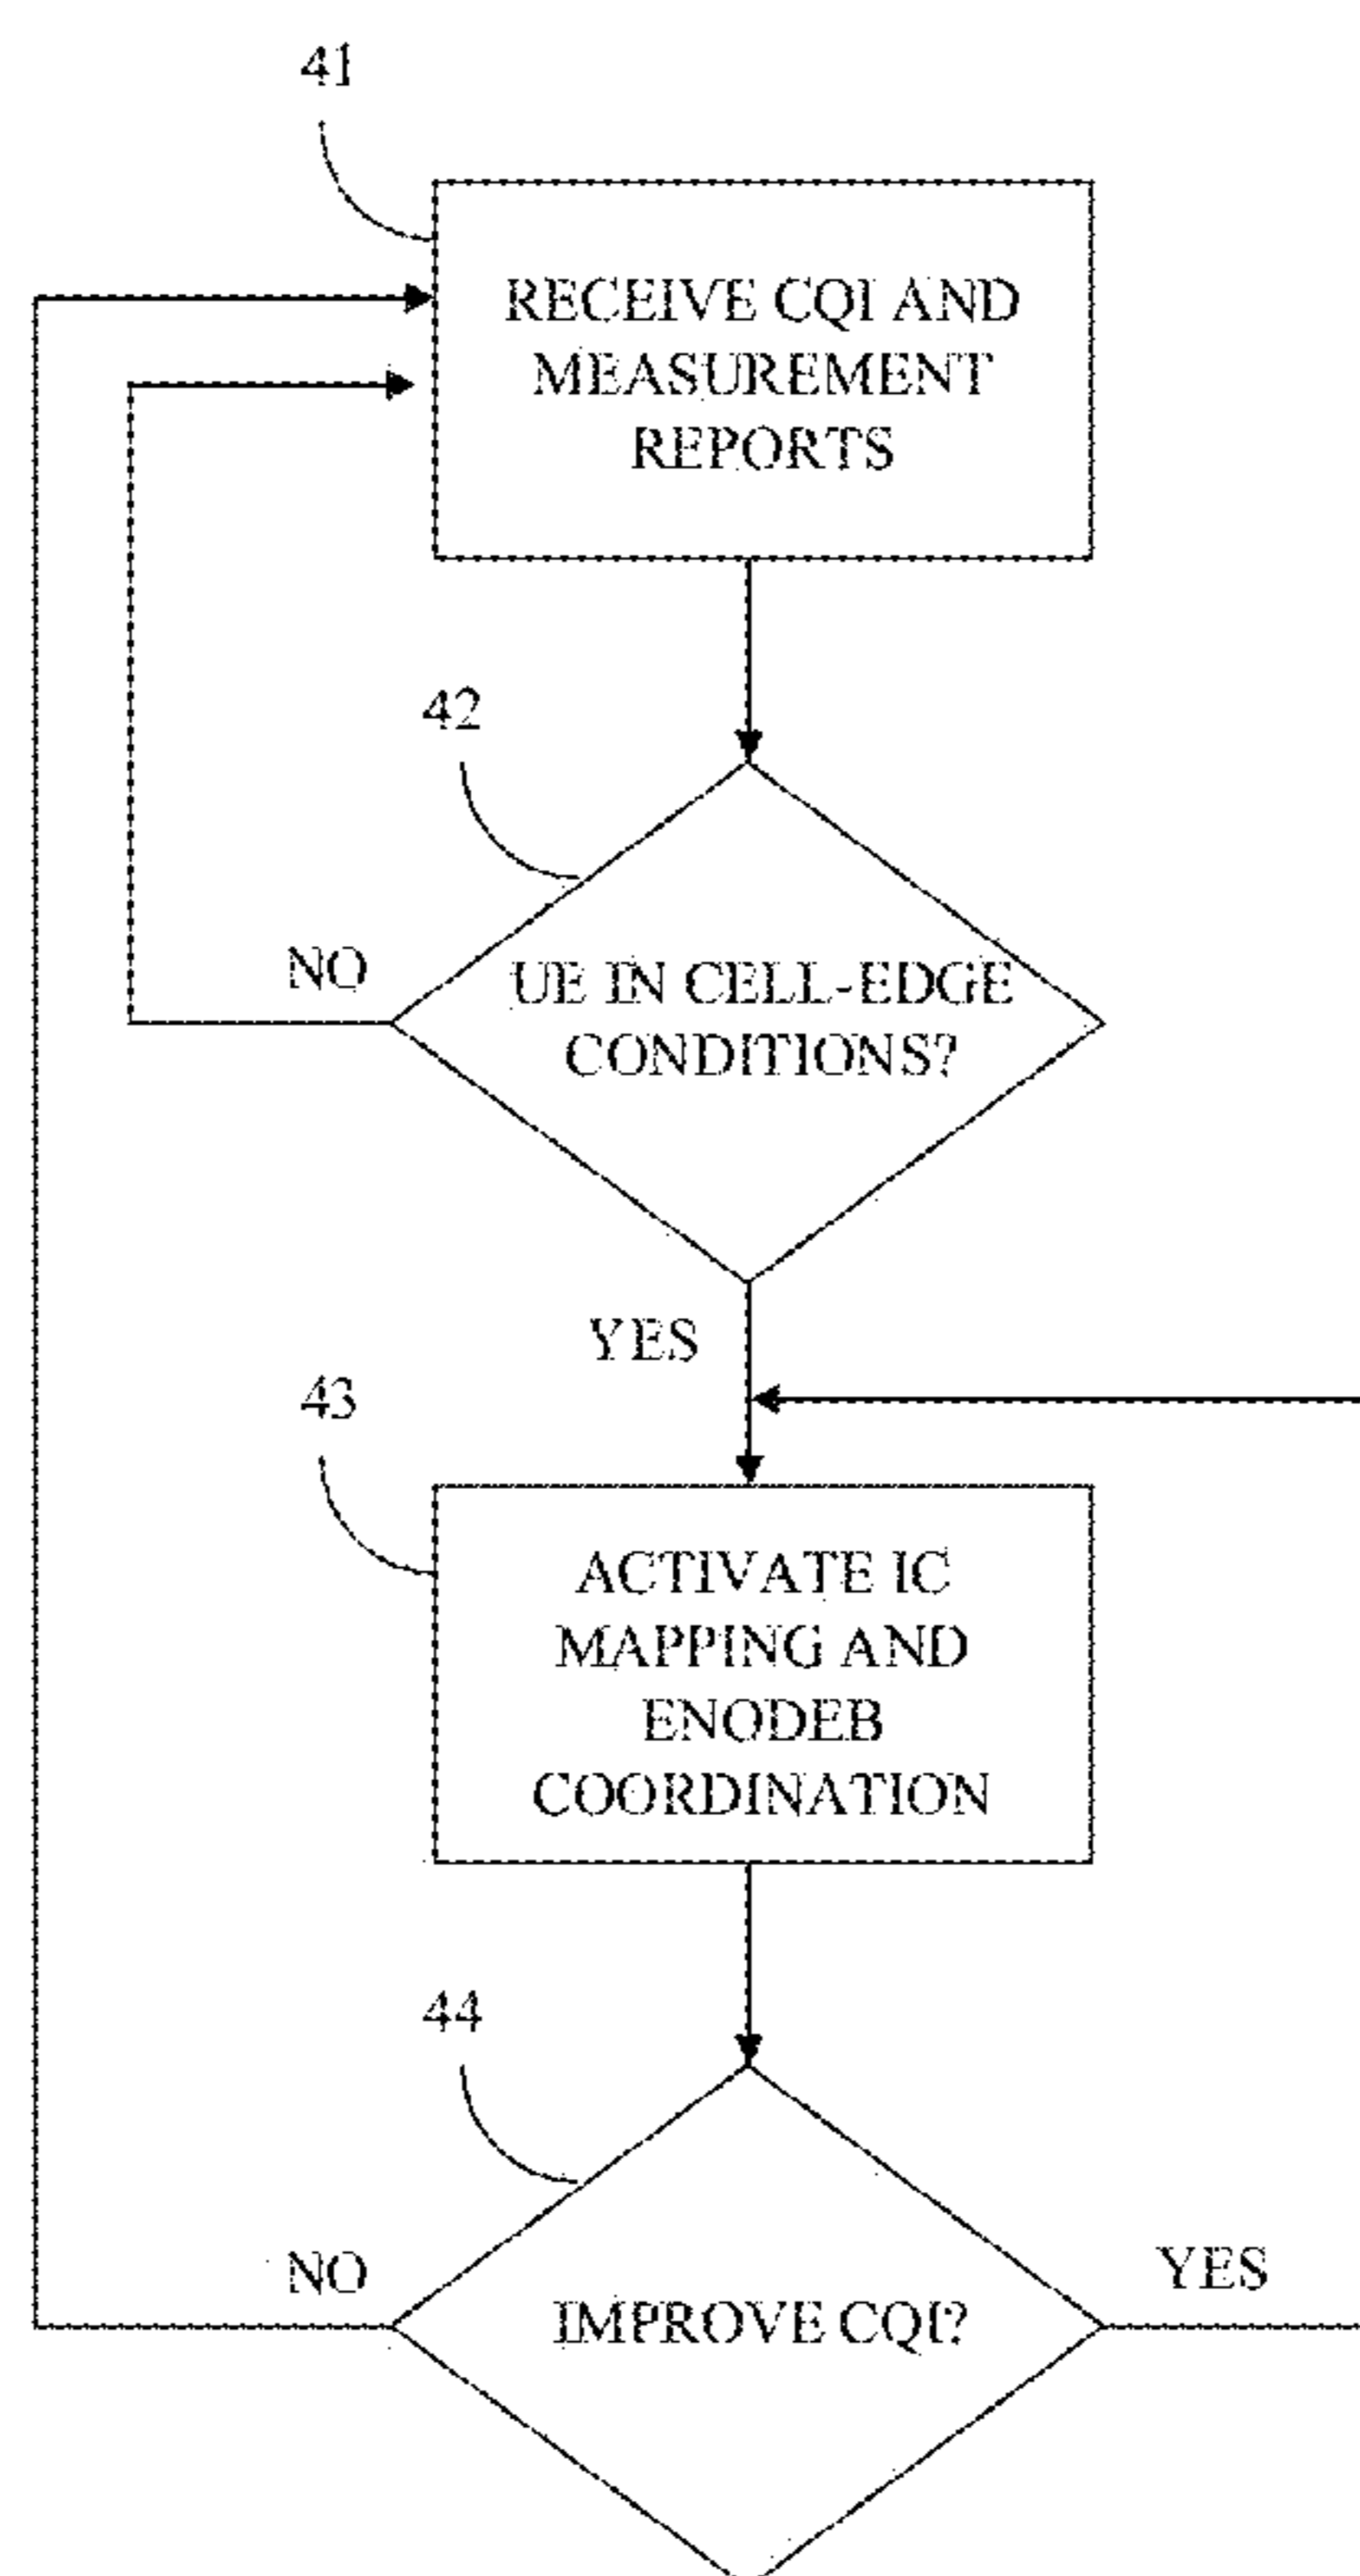 41
RECEIVE CQI AND
MEASUREMENT
REPORTS
42
NO
UE IN CELL-EDGE
CONDITIONS?
YES
43
ACTIVATE IC
MAPPING AND
ENODEB
COORDINATION
44
NO
YES
IMPROVE CQI?